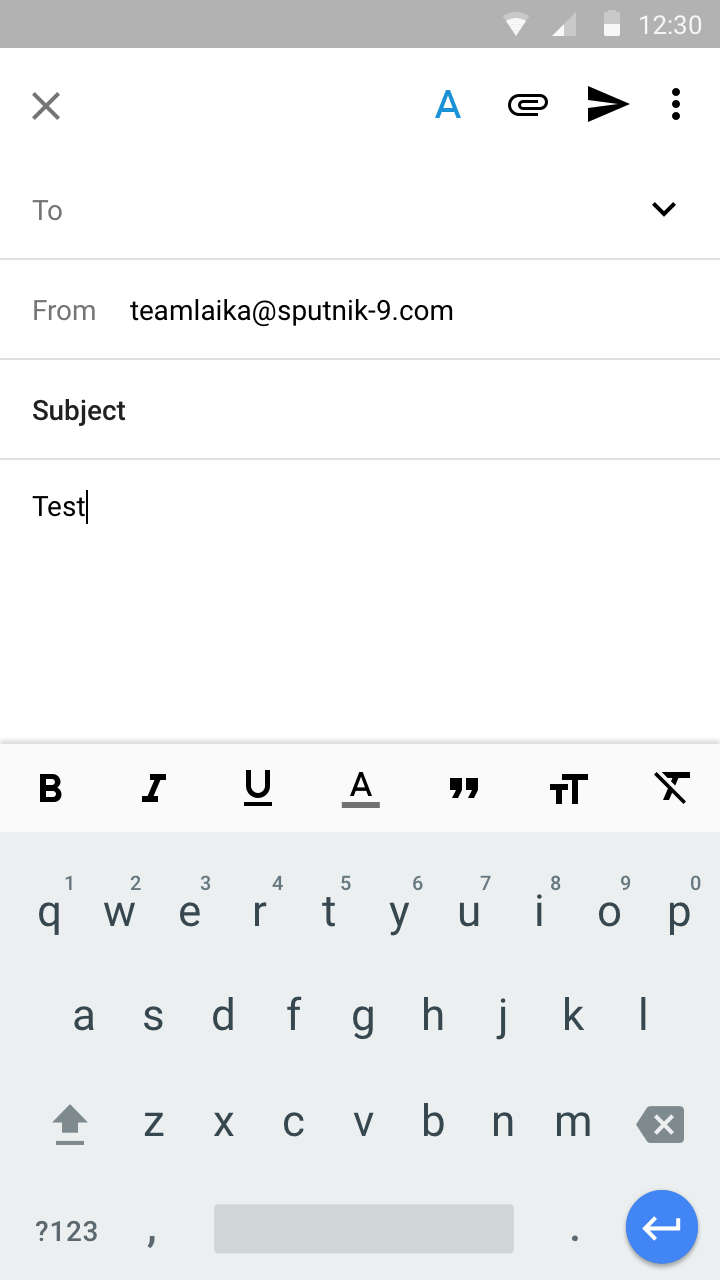 12:30
A
To
From teamlaika@sputnik-9.com
Subject
Test
B I U A
1 2 3 4 5 6 7 8 9 0
q w e r t y u i o p
a s d f g h j k l
z x c v b n m
?123 , .